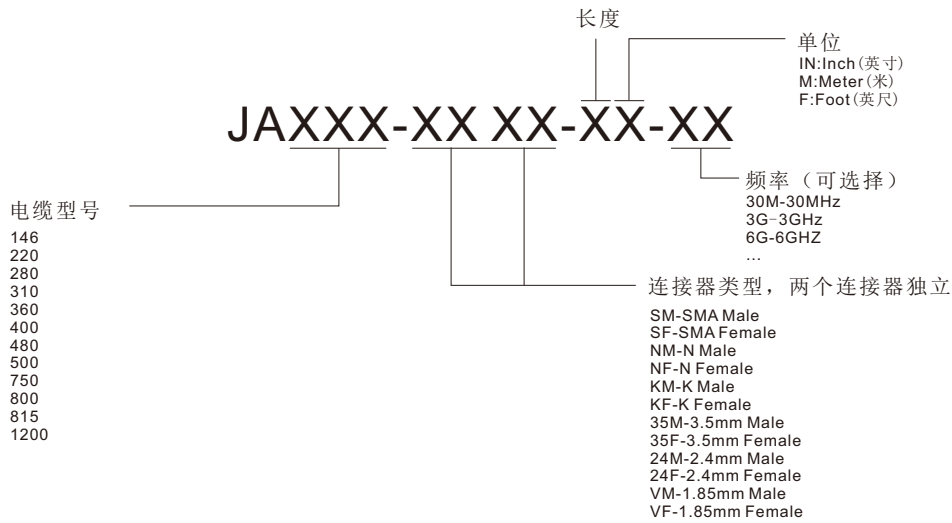 长度
单位
IN:Inch(英寸)
M:Meter(米)
F:Foot(英尺)
JAXXX-XX XX-XX-XX
频率（可选择）
30M-30MHz
3G-3GHz
6G-6GHZ
...
电缆型号
146
220
280
310
360
400
480
500
750
800
815
1200
连接器类型，两个连接器独立
SM-SMA Male
SF-SMA Female
NM-N Male
NF-N Female
KM-K Male
KF-K Female
35M-3.5mm Male
35F-3.5mm Female
24M-2.4mm Male
24F-2.4mm Female
VM-1.85mm Male
VF-1.85mm Female